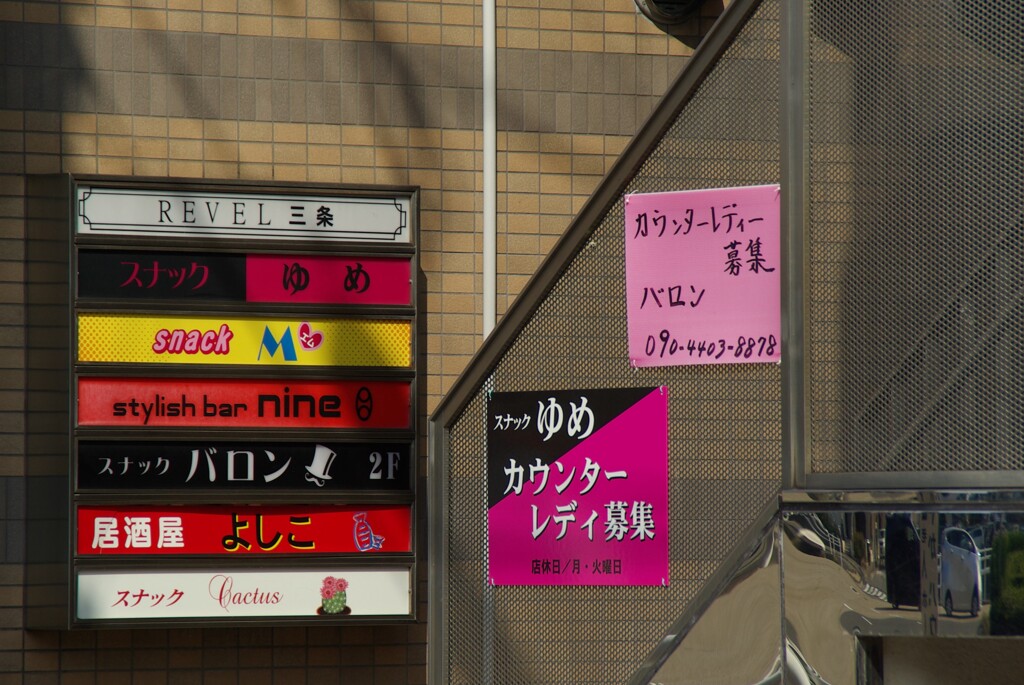 REVEL 三条
スナック ゆめ
snack M
stylish bar nine
スナック バロン 2F
居酒屋 よしこ
スナック Cactus
カウンターレディー
募集
バロン
090-4403-8878
スナック ゆめ
カウンター
レディ募集
店休日/月・火曜日